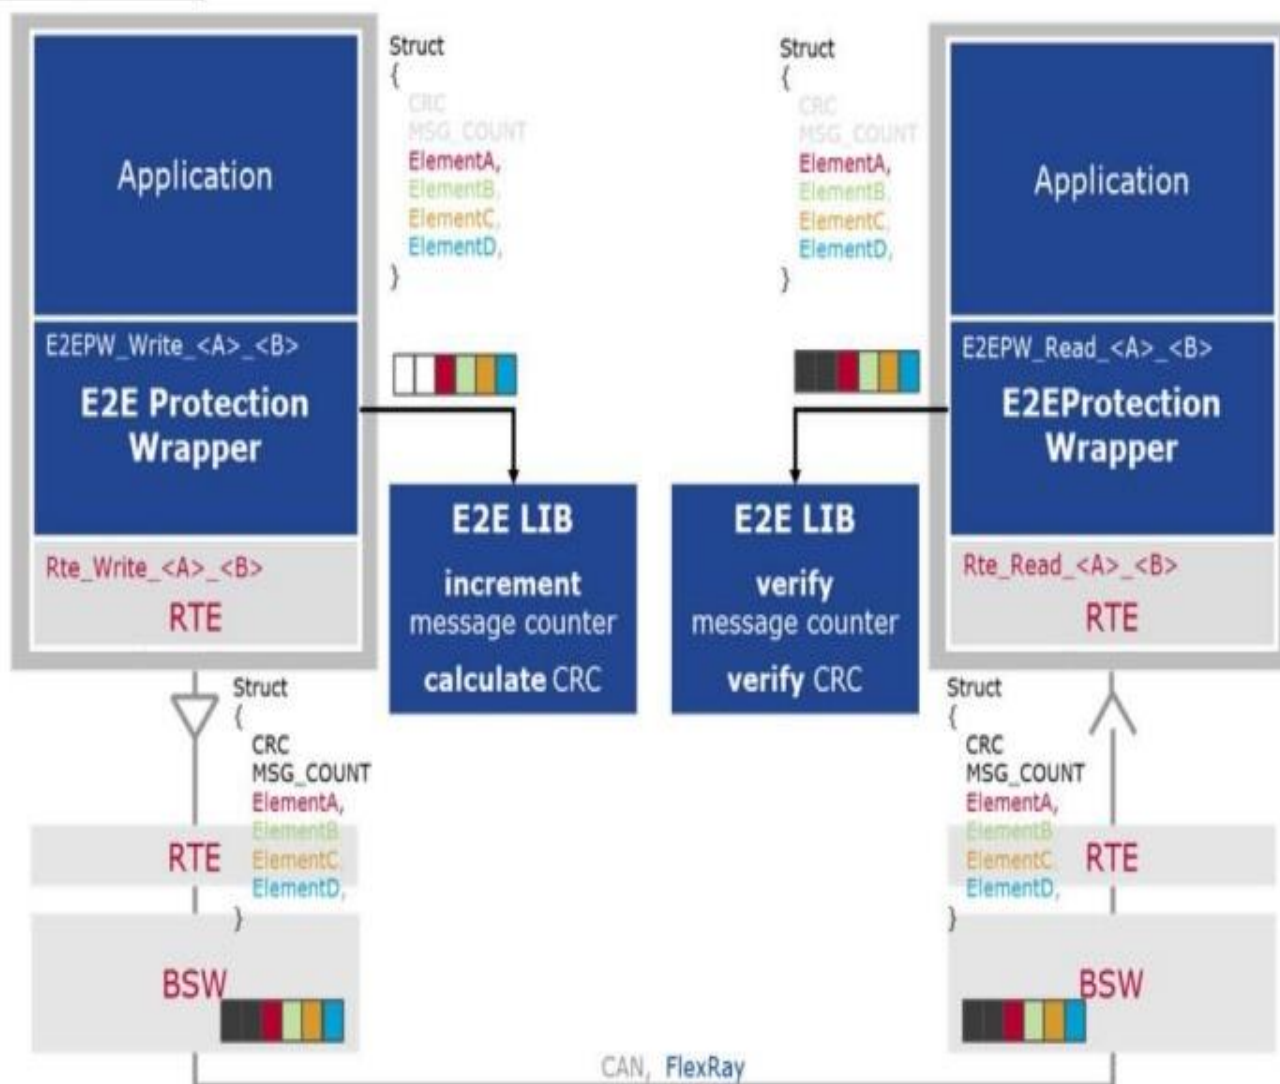 Application
E2EPW_Write_<A>_<B>
E2E Protection
Wrapper
Rte_Write_<A>_<B>
RTE
Struct
{
CRC
MSG_COUNT
ElementA,
ElementB,
ElementC,
ElementD,
}
E2E LIB
increment
message counter
calculate CRC
Struct
{
CRC
MSG_COUNT
ElementA,
ElementB,
ElementC,
ElementD,
}
E2E LIB
verify
message counter
verify CRC
Application
E2EPW_Read_<A>_<B>
E2EProtection
Wrapper
Rte_Read_<A>_<B>
RTE
Struct
{
CRC
MSG_COUNT
ElementA,
ElementB
ElementC,
ElementD,
}
RTE
BSW
Struct
{
CRC
MSG_COUNT
ElementA,
ElementB
ElementC,
ElementD,
}
RTE
BSW
CAN, FlexRay